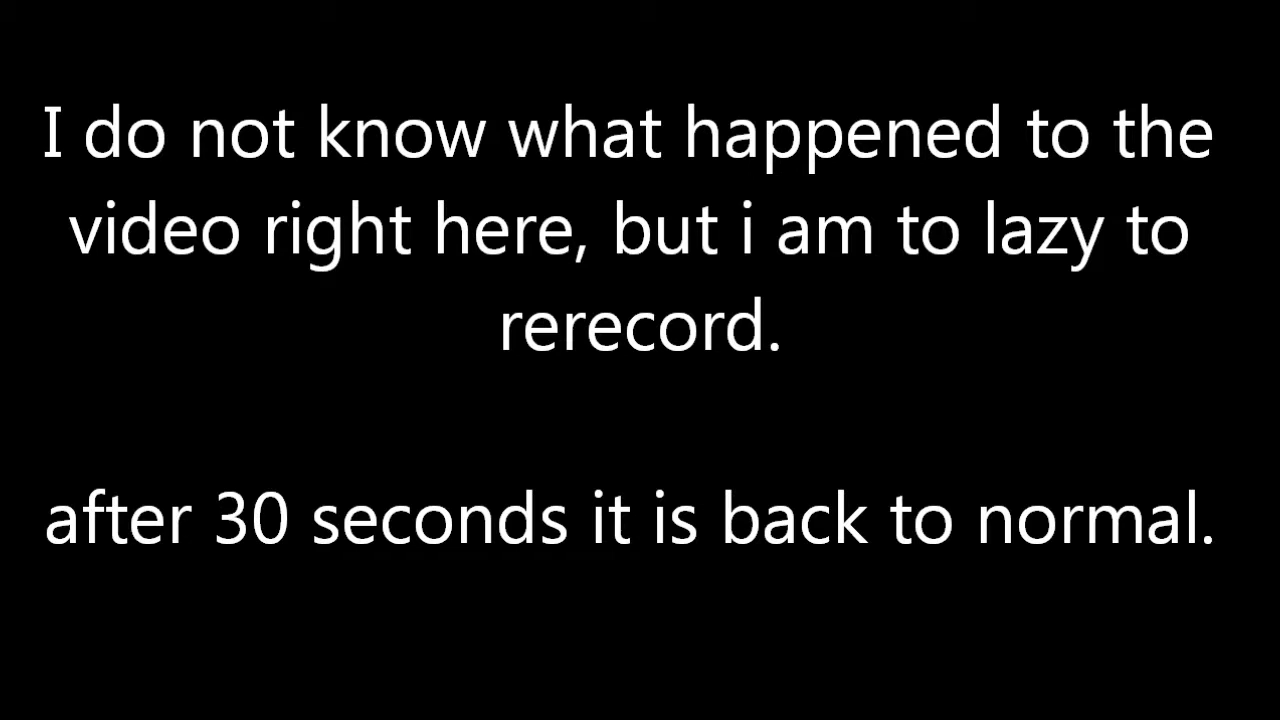 I do not know what happened to the
video right here, but i am to lazy to
rerecord.
after 30 seconds it is back to normal.